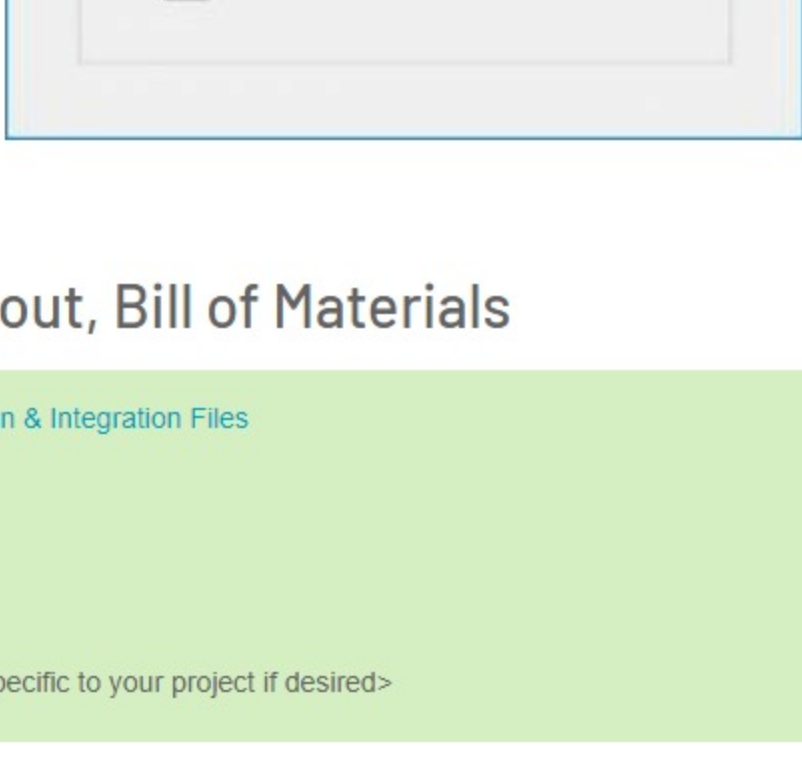 out, Bill of Materials
n & Integration Files
pecific to your project if desired>